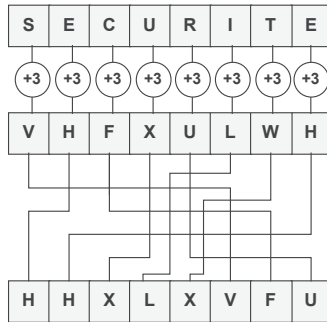 S E C U R I T E
+3 +3 +3 +3 +3 +3 +3 +3
V H F X U L W H
H H X L X V F U